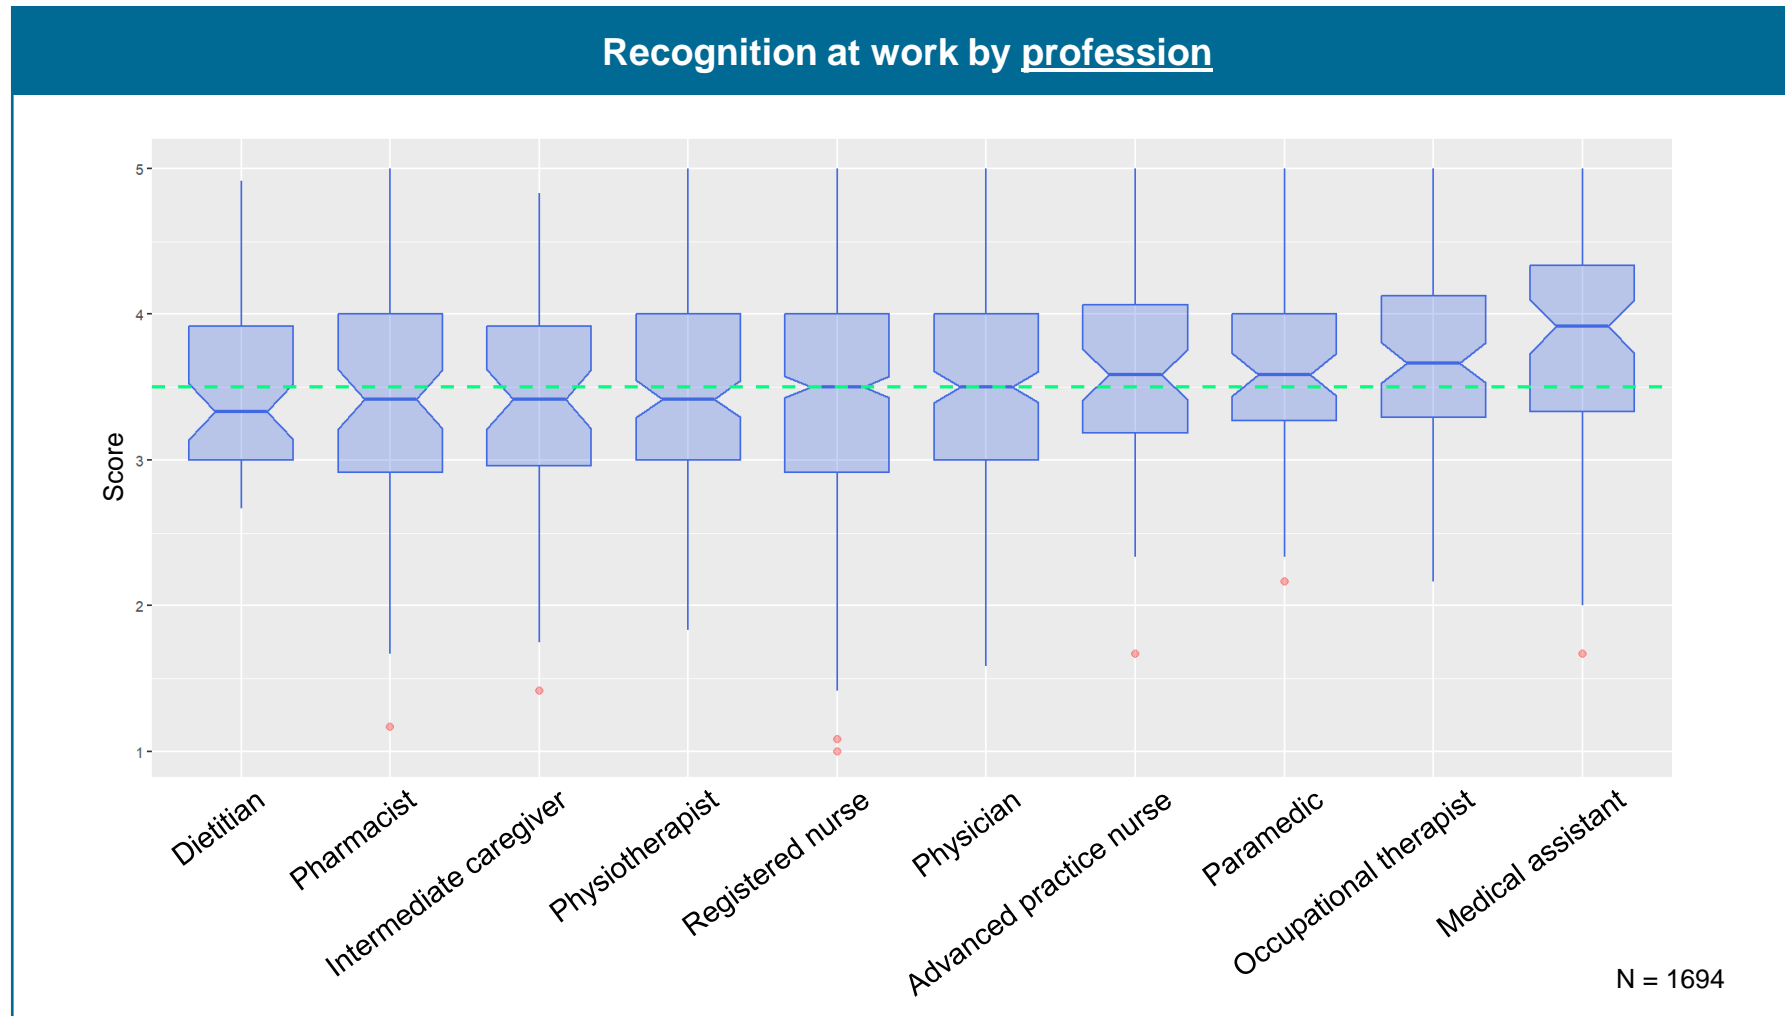 Recognition at work by profession
5
4
3
2
1
Score
Dietitian
Pharmacist
Intermediate caregiver
Physiotherapist
Registered nurse
Physician
Advanced practice nurse
Paramedic
Occupational therapist
Medical assistant
N = 1694